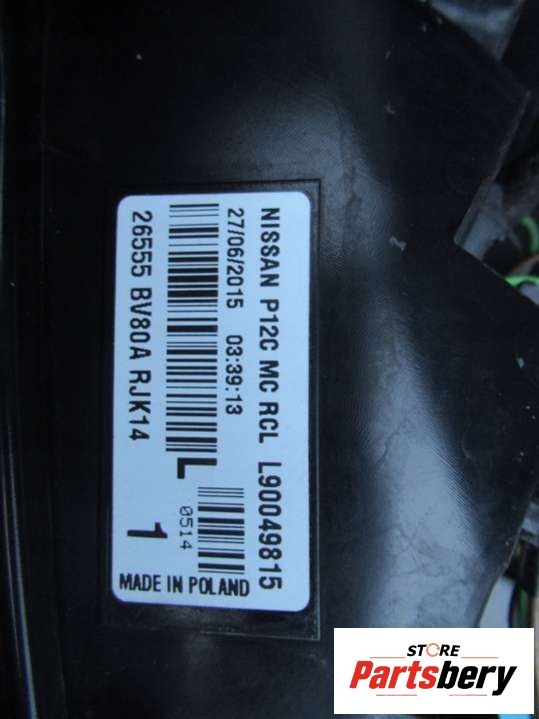 NISSAN P12C MC RCL L90049815
27/06/2015 03:39:13
26555 BV80A RJK14
L
0514
1
MADE IN POLAND
STORE
Partsbery